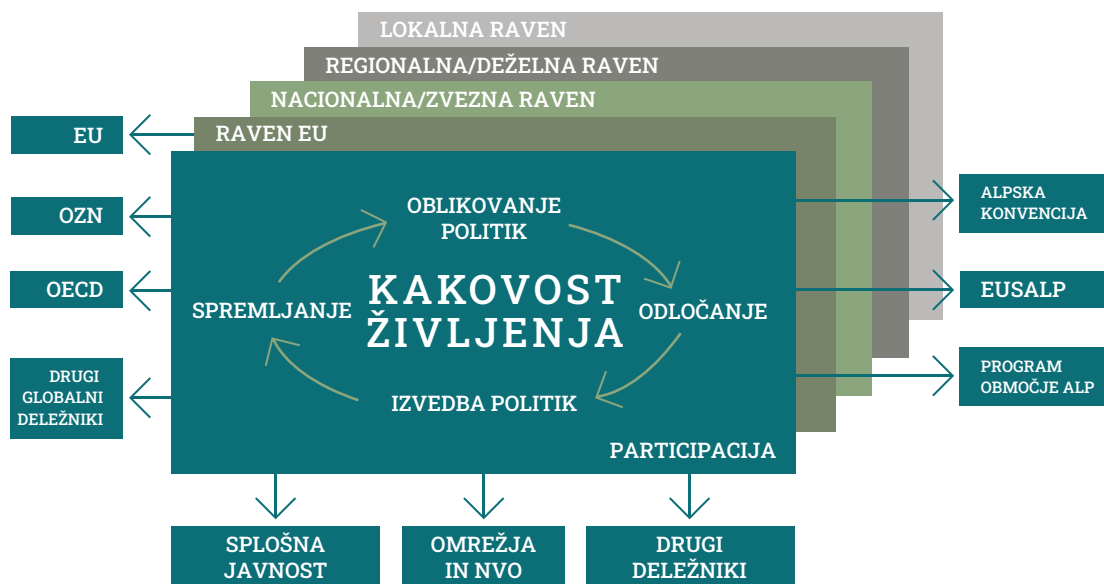 LOKALNA RAVEN
REGIONALNA/DEŽELNA RAVEN
NACIONALNA/ZVEZNA RAVEN
RAVEN EU
EU
OZN
OECD
DRUGI
GLOBALNI
DELEŽNIKI
OBLIKOVANJE
POLITIK
SPREMLJANJE
KAKOVOST
ŽIVLJENJA
ODLOČANJE
IZVEDBA POLITIK
PARTICIPACIJA
ALPSKA
KONVENCIJA
EUSALP
PROGRAM
OBMOČJE ALP
SPLOŠNA
JAVNOST
OMREŽJA
IN NVO
DRUGI
DELEŽNIKI